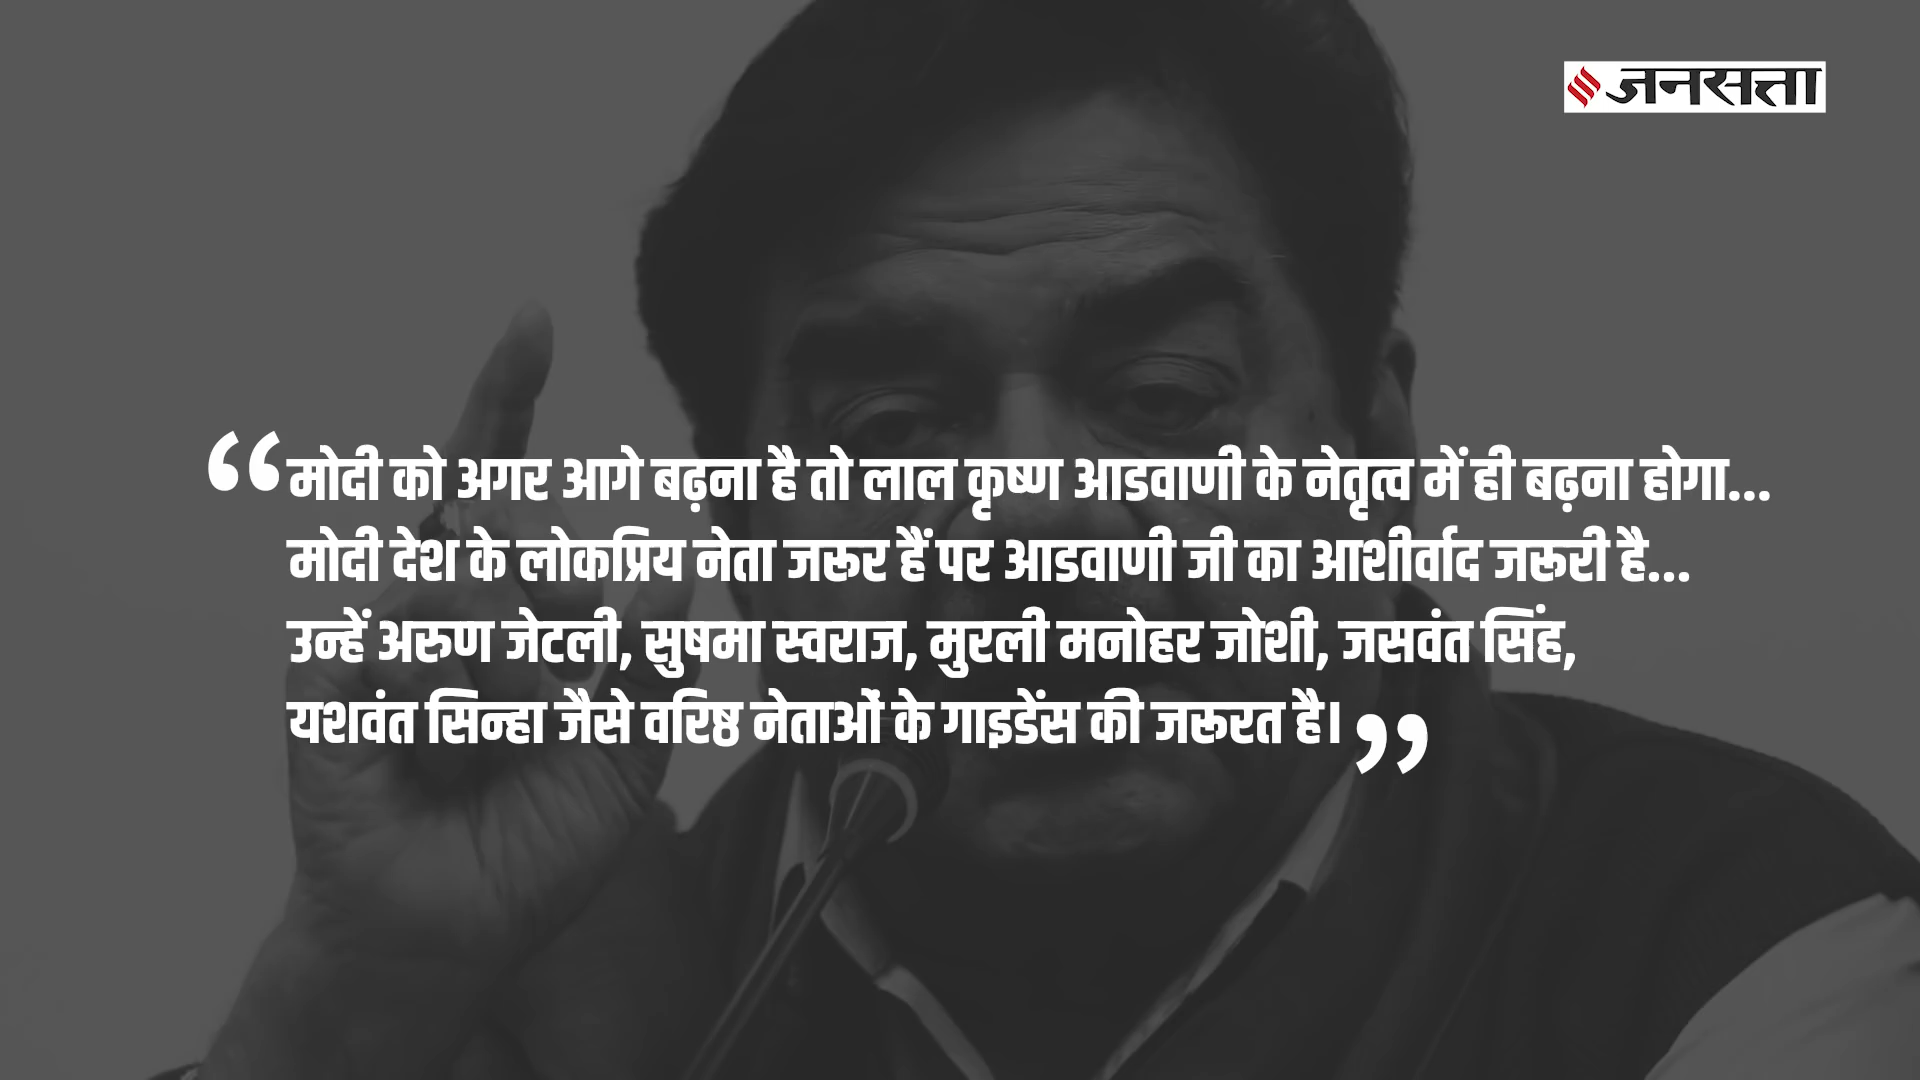 जनसत्ता
“मोदी को अगर आगे बढ़ना है तो लाल कृष्ण आडवाणी के नेतृत्व में ही बढ़ना होगा...
मोदी देश के लोकप्रिय नेता जरूर हैं पर आडवाणी जी का आशीर्वाद जरूरी है...
उन्हें अरुण जेटली, सुषमा स्वराज, मुरली मनोहर जोशी, जसवंत सिंह,
यशवंत सिन्हा जैसे वरिष्ठ नेताओं के गाइडेंस की जरूरत है।”